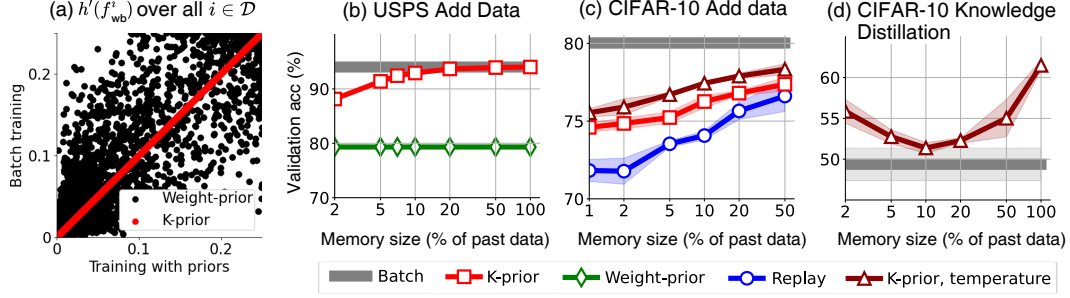 (a) h′(fⁱ_wb) over all i ∈ 𝒟
Batch training
0.2
0.1
0
0
0.1
0.2
Weight-prior
K-prior
Training with priors
(b) USPS Add Data
Validation acc (%)
90
80
70
2
5
10
20
50
100
Memory size (% of past data)
(c) CIFAR-10 Add data
80
75
70
1
2
5
10
20
50
Memory size (% of past data)
(d) CIFAR-10 Knowledge
Distillation
60
55
50
45
2
5
10
20
50
100
Memory size (% of past data)
Batch
K-prior
Weight-prior
Replay
K-prior, temperature